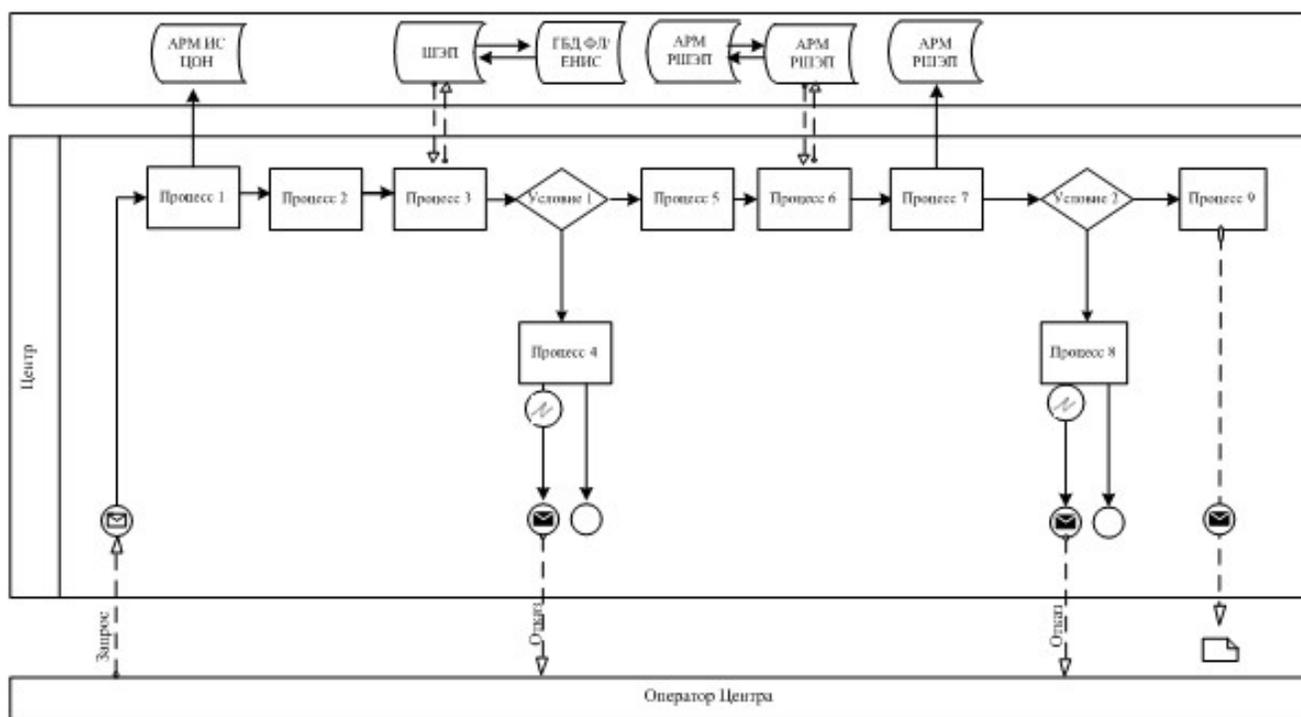 АРМ ИС
ЦОН
ШЭП
ГБД ФЛ/
ЕНИС
АРМ
РШЭП
АРМ
РШЭП
АРМ
РШЭП
Центр
Процесс 1
Процесс 2
Процесс 3
Условие 1
Процесс 5
Процесс 6
Процесс 7
Условие 2
Процесс 9
Процесс 4
Процесс 8
Запрос
Отказ
Отказ
Оператор Центра